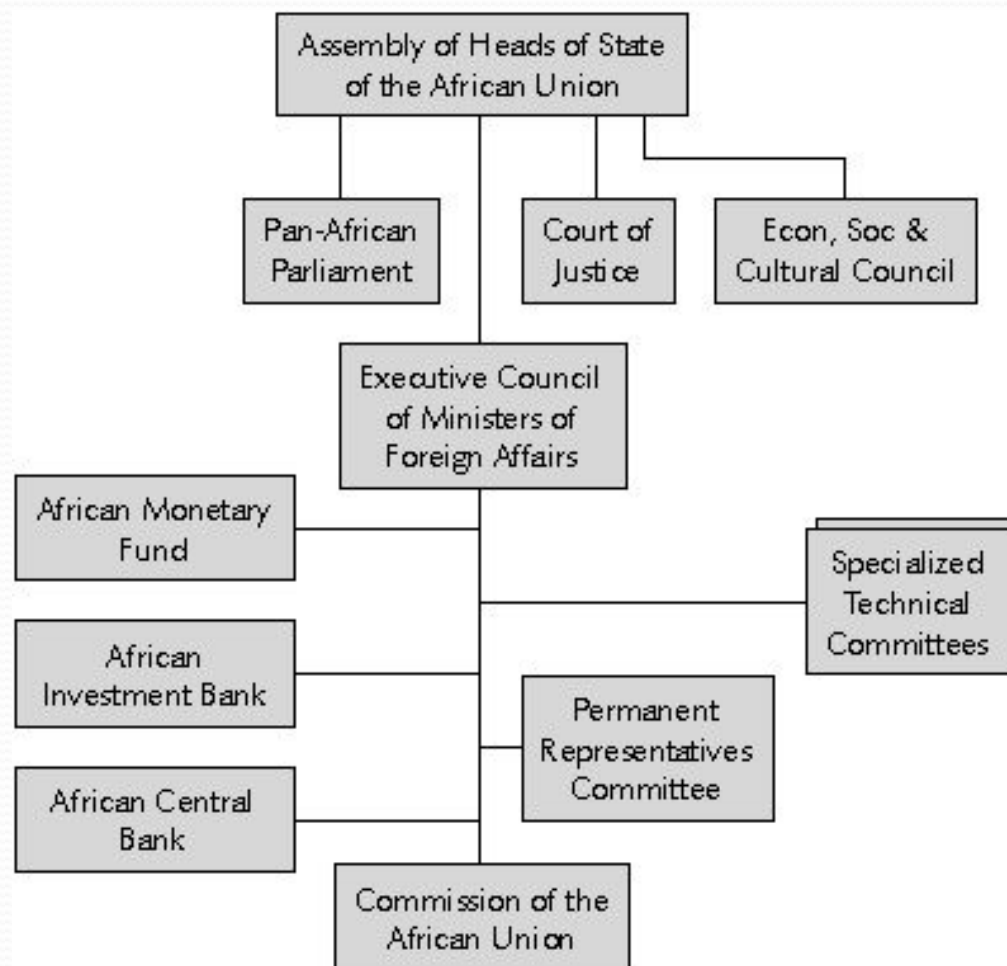 Assembly of Heads of State
of the African Union
Pan-African
Parliament
Court of
Justice
Econ, Soc &
Cultural Council
Executive Council
of Ministers of
Foreign Affairs
African Monetary
Fund
Specialized
Technical
Committees
African
Investment Bank
Permanent
Representatives
Committee
African Central
Bank
Commission of the
African Union